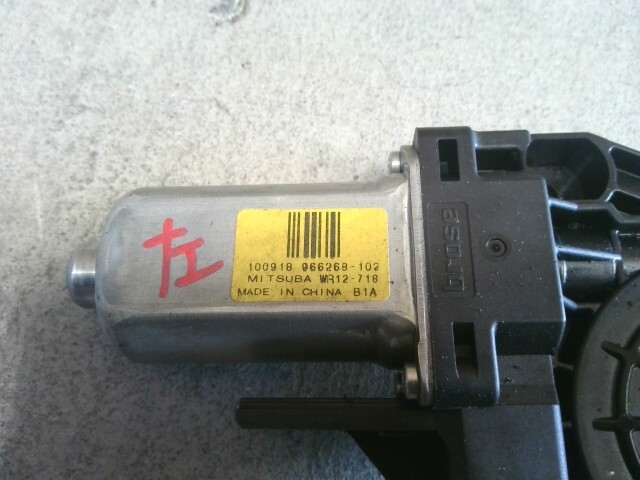 左
100918 966268-102
MITSUBA WR12-718
MADE IN CHINA B1A
brose